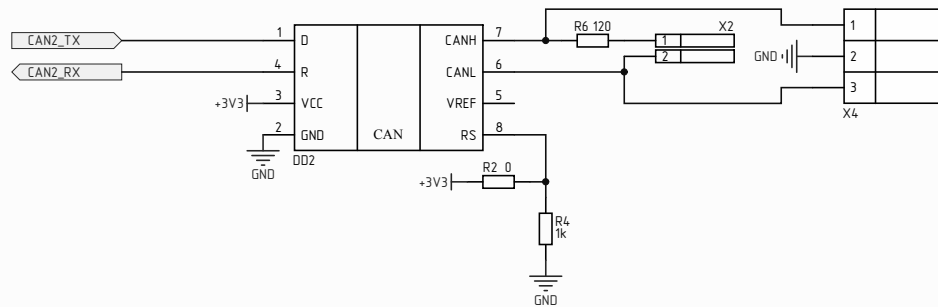 CAN2_TX
CAN2_RX
+3V3
GND
1
4
3
2
D
R
VCC
GND
CAN
CANH
CANL
VREF
RS
DD2
7
6
5
8
R6 120
X2
1
2
GND
1
2
3
X4
+3V3
R2 0
R4
1k
GND